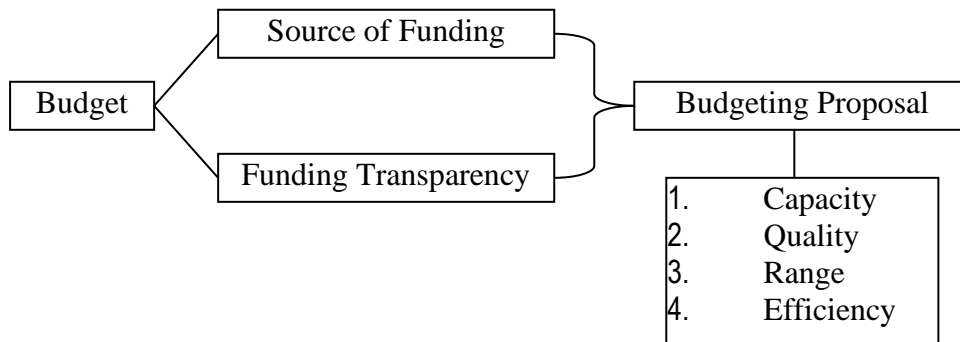 Source of Funding
Budget
Budgeting Proposal
Funding Transparency
1. Capacity
2. Quality
3. Range
4. Efficiency